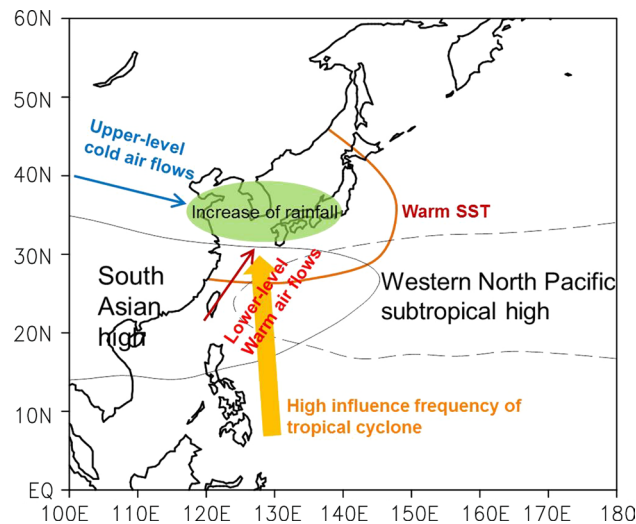 60N
50N
40N
30N
20N
10N
EQ
Upper-level
cold air flows
Increase of rainfall
Warm SST
South
Asian
high
Lower-level
Warm air flows
Western North Pacific
subtropical high
High influence frequency of
tropical cyclone
100E 110E 120E 130E 140E 150E 160E 170E 180